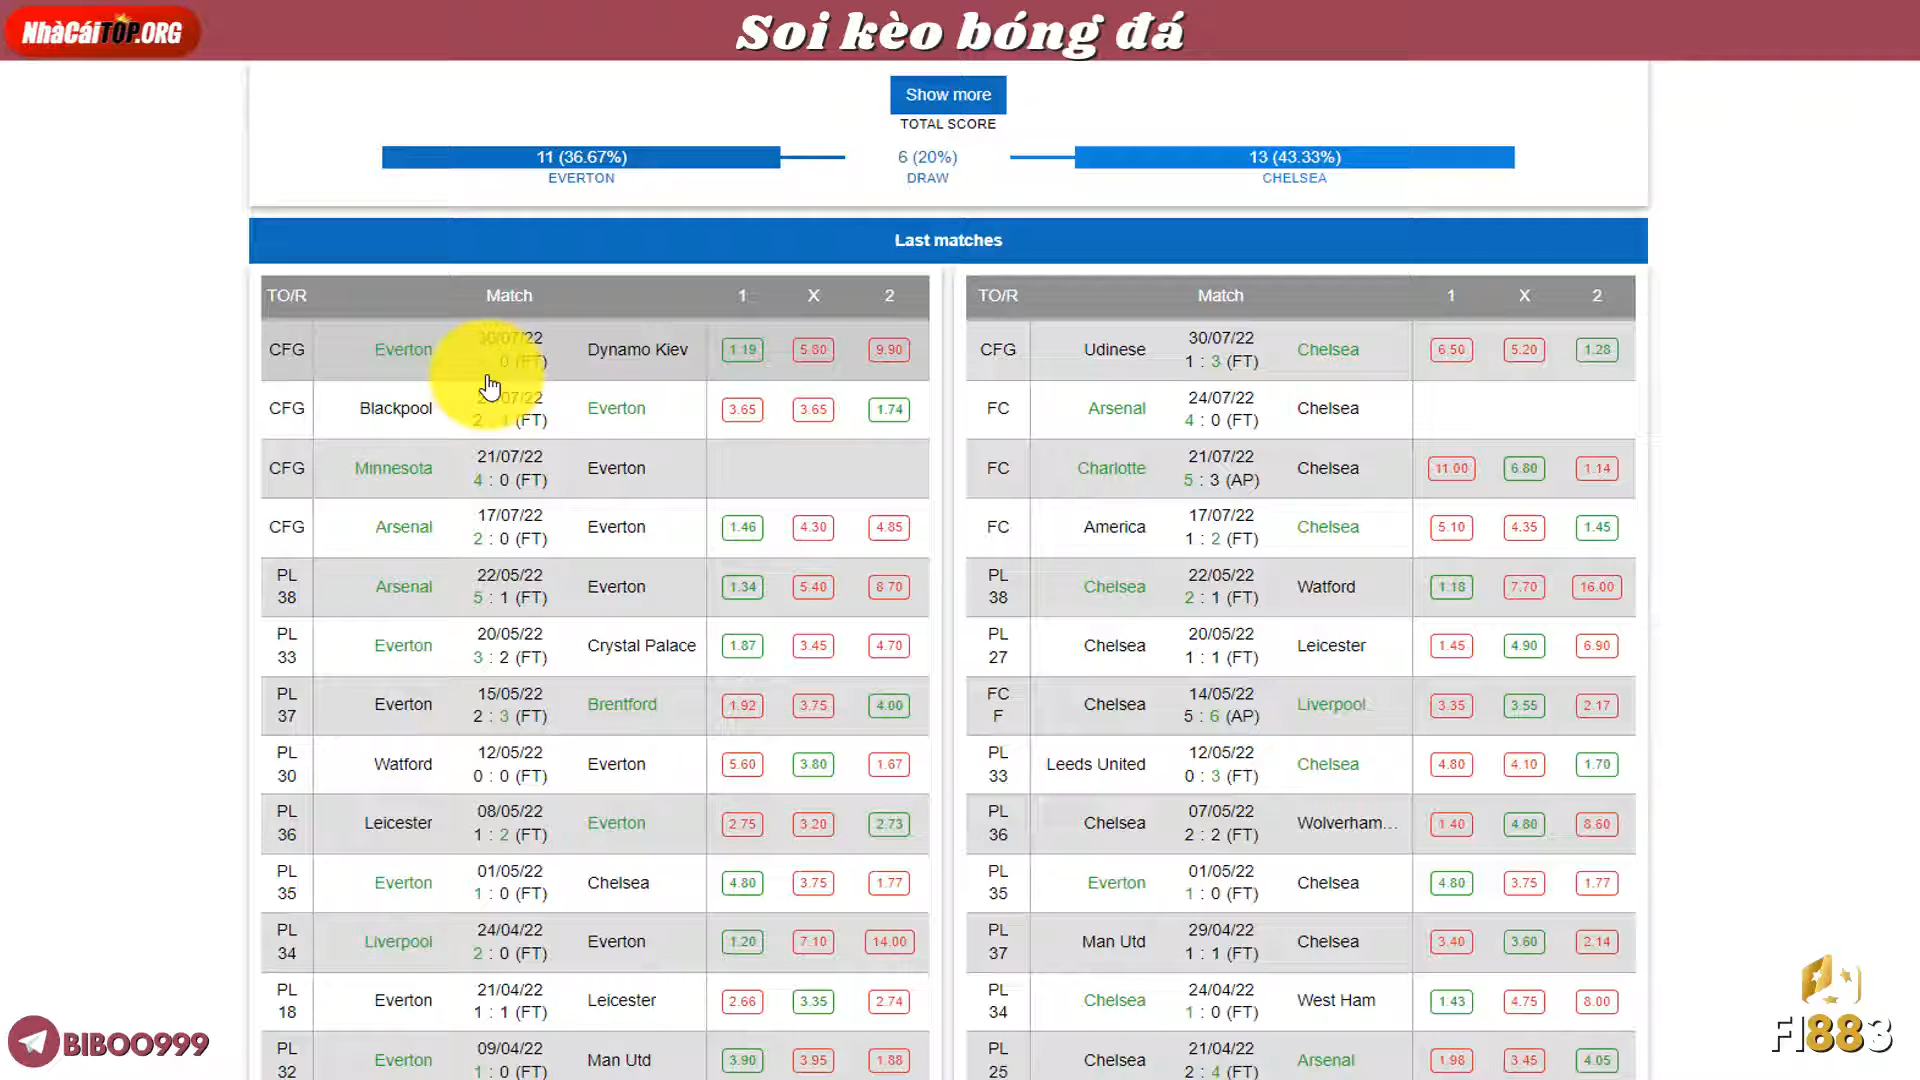 NhàCáiTOP.ORG
Soi kèo bóng đá
Show more
TOTAL SCORE
11 (36.67%) 6 (20%) 13 (43.33%)
EVERTON DRAW CHELSEA
Last matches
TO/R Match 1 X 2
CFG Everton 30/07/22 0 (FT) Dynamo Kiev 1.19 5.80 9.90
CFG Blackpool 07/22 2 : 1 (FT) Everton 3.65 3.65 1.74
CFG Minnesota 21/07/22 4 : 0 (FT) Everton
CFG Arsenal 17/07/22 2 : 0 (FT) Everton 1.46 4.30 4.85
PL 38 Arsenal 22/05/22 5 : 1 (FT) Everton 1.34 5.40 8.70
PL 33 Everton 20/05/22 3 : 2 (FT) Crystal Palace 1.87 3.45 4.70
PL 37 Everton 15/05/22 2 : 3 (FT) Brentford 1.92 3.75 4.00
PL 30 Watford 12/05/22 0 : 0 (FT) Everton 5.60 3.80 1.67
PL 36 Leicester 08/05/22 1 : 2 (FT) Everton 2.75 3.20 2.73
PL 35 Everton 01/05/22 1 : 0 (FT) Chelsea 4.80 3.75 1.77
PL 34 Liverpool 24/04/22 2 : 0 (FT) Everton 1.20 7.10 14.00
PL 18 Everton 21/04/22 1 : 1 (FT) Leicester 2.66 3.35 2.74
PL 32 Everton 09/04/22 1 : 0 (FT) Man Utd 3.90 3.95 1.88
TO/R Match 1 X 2
CFG Udinese 30/07/22 1 : 3 (FT) Chelsea 6.50 5.20 1.28
FC Arsenal 24/07/22 4 : 0 (FT) Chelsea
FC Charlotte 21/07/22 5 : 3 (AP) Chelsea 11.00 6.80 1.14
FC America 17/07/22 1 : 2 (FT) Chelsea 5.10 4.35 1.45
PL 38 Chelsea 22/05/22 2 : 1 (FT) Watford 1.18 7.70 16.00
PL 27 Chelsea 20/05/22 1 : 1 (FT) Leicester 1.45 4.90 6.90
FC F Chelsea 14/05/22 5 : 6 (AP) Liverpool 3.35 3.55 2.17
PL 33 Leeds United 12/05/22 0 : 3 (FT) Chelsea 4.80 4.10 1.70
PL 36 Chelsea 07/05/22 2 : 2 (FT) Wolverham... 1.40 4.80 8.60
PL 35 Everton 01/05/22 1 : 0 (FT) Chelsea 4.80 3.75 1.77
PL 37 Man Utd 29/04/22 1 : 1 (FT) Chelsea 3.40 3.60 2.14
PL 34 Chelsea 24/04/22 1 : 0 (FT) West Ham 1.43 4.75 8.00
PL 25 Chelsea 21/04/22 2 : 4 (FT) Arsenal 1.98 3.45 4.05
BIBOO999
FI883